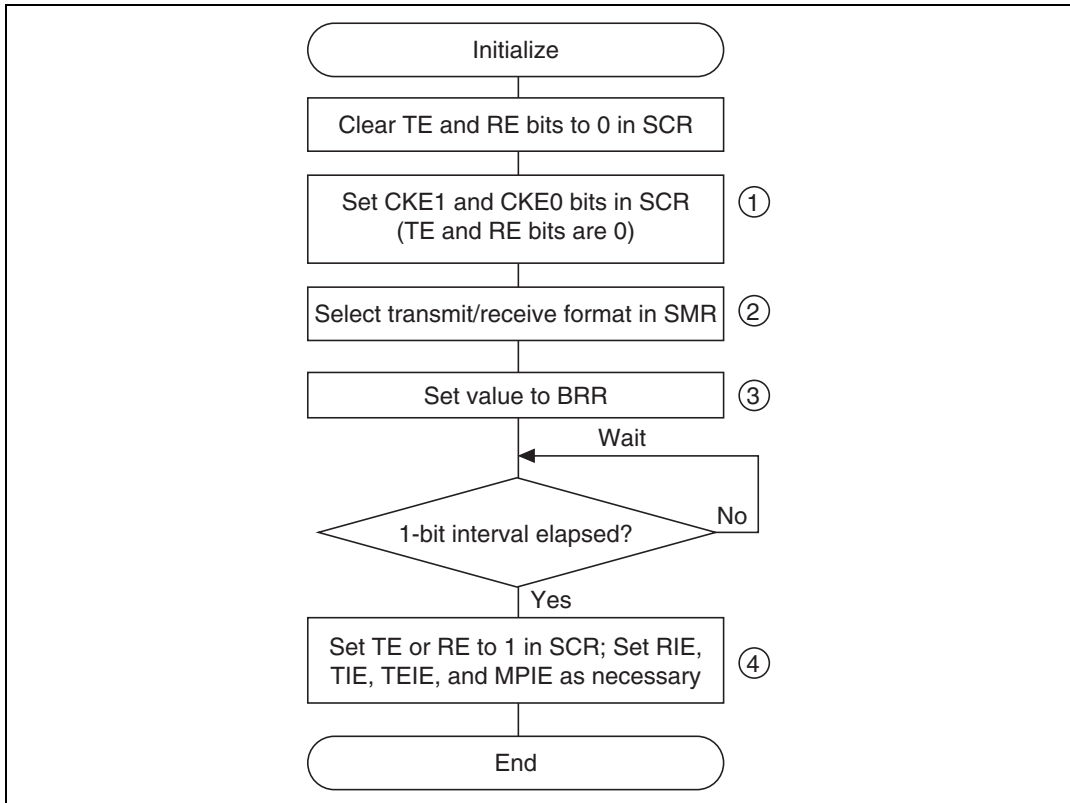 Initialize
Clear TE and RE bits to 0 in SCR
Set CKE1 and CKE0 bits in SCR
(TE and RE bits are 0)
①
Select transmit/receive format in SMR
②
Set value to BRR
③
Wait
1-bit interval elapsed?
No
Yes
Set TE or RE to 1 in SCR; Set RIE,
TIE, TEIE, and MPIE as necessary
④
End